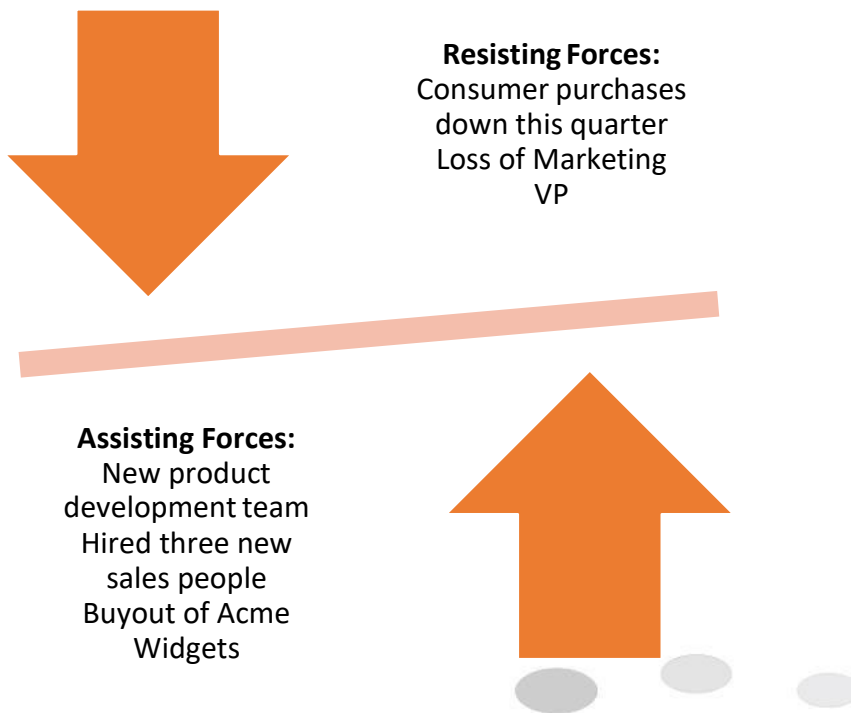 Resisting Forces:
Consumer purchases
down this quarter
Loss of Marketing
VP
Assisting Forces:
New product
development team
Hired three new
sales people
Buyout of Acme
Widgets